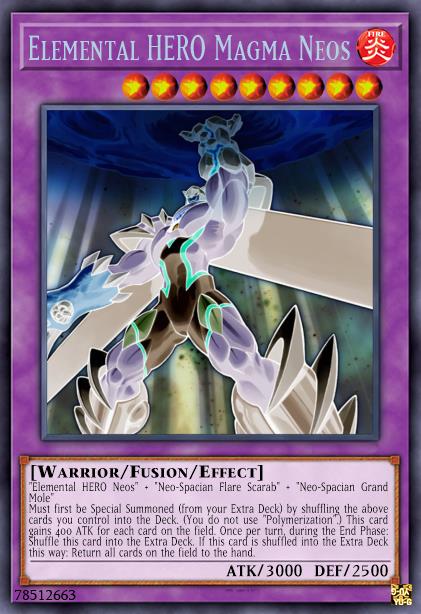 Elemental HERO Magma Neos
FIRE
炎
[Warrior/Fusion/Effect]
"Elemental HERO Neos" + "Neo-Spacian Flare Scarab" + "Neo-Spacian Grand
Mole"
Must first be Special Summoned (from your Extra Deck) by shuffling the above
cards you control into the Deck. (You do not use "Polymerization".) This card
gains 400 ATK for each card on the field. Once per turn, during the End Phase:
Shuffle this card into the Extra Deck. If this card is shuffled into the Extra Deck
this way: Return all cards on the field to the hand.
ATK/3000 DEF/2500
78512663